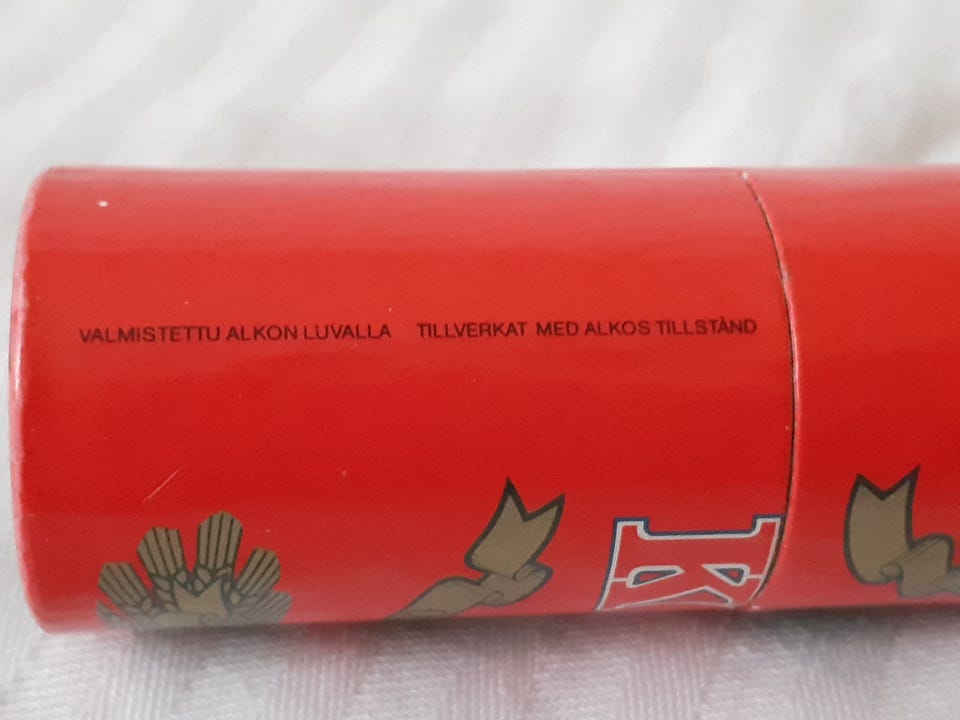 VALMISTETTU ALKON LUVALLA TILLVERKAT MED ALKOS TILLSTÅND
K